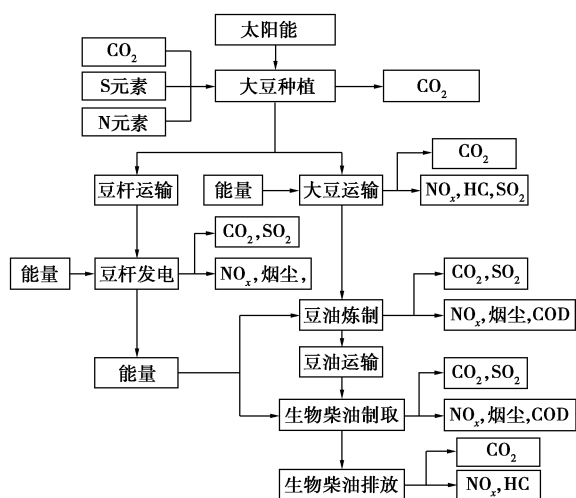 太阳能
CO₂
S元素
N元素
大豆种植
CO₂
CO₂
豆杆运输
能量
大豆运输
NOₓ,HC,SO₂
CO₂,SO₂
能量
豆杆发电
NOₓ,烟尘,
CO₂,SO₂
豆油炼制
NOₓ,烟尘,COD
豆油运输
能量
CO₂,SO₂
生物柴油制取
NOₓ,烟尘,COD
CO₂
生物柴油排放
NOₓ,HC